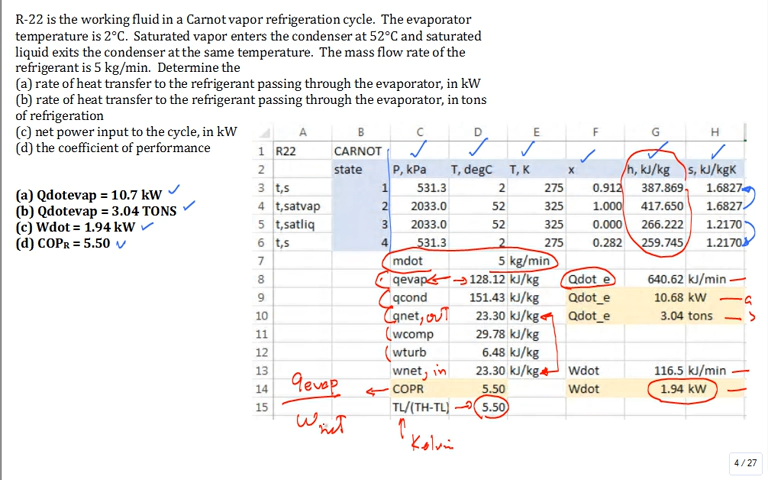 R-22 is the working fluid in a Carnot vapor refrigeration cycle. The evaporator
temperature is 2°C. Saturated vapor enters the condenser at 52°C and saturated
liquid exits the condenser at the same temperature. The mass flow rate of the
refrigerant is 5 kg/min. Determine the
(a) rate of heat transfer to the refrigerant passing through the evaporator, in kW
(b) rate of heat transfer to the refrigerant passing through the evaporator, in tons
of refrigeration
(c) net power input to the cycle, in kW
(d) the coefficient of performance
(a) Qdotevap = 10.7 kW
(b) Qdotevap = 3.04 TONS
(c) Wdot = 1.94 kW
(d) COPR = 5.50
A B C D E F G H
1 R22 CARNOT
2 state P, kPa T, degC T, K x h, kJ/kg s, kJ/kgK
3 t,s 1 531.3 2 275 0.912 387.869 1.6827
4 t,satvap 2 2033.0 52 325 1.000 417.650 1.6827
5 t,satliq 3 2033.0 52 325 0.000 266.222 1.2170
6 t,s 4 531.3 2 275 0.282 259.745 1.2170
7 mdot 5 kg/min
8 qevap 128.12 kJ/kg Qdot_e 640.62 kJ/min
9 qcond 151.43 kJ/kg Qdot_e 10.68 kW a
10 qnet, out 23.30 kJ/kg Qdot_e 3.04 tons b
11 wcomp 29.78 kJ/kg
12 wturb 6.48 kJ/kg
13 wnet, in 23.30 kJ/kg Wdot 116.5 kJ/min
14 COPR 5.50 Wdot 1.94 kW
15 TL/(TH-TL) 5.50
qevap
Wnet
Kelvin
4 / 27